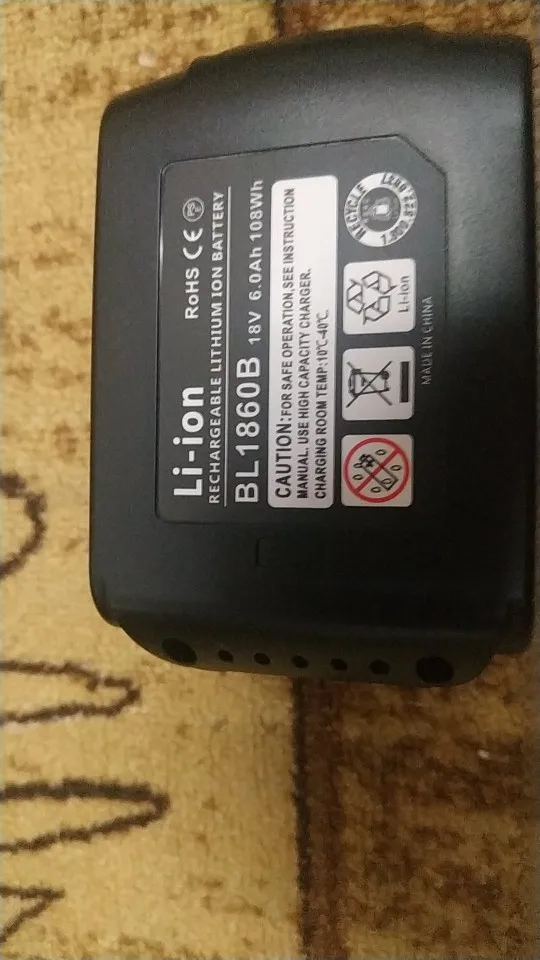 Li-ion
RoHS CE
RECHARGEABLE LITHIUM ION BATTERY
BL1860B 18V 6.0Ah 108Wh
CAUTION:FOR SAFE OPERATION,SEE INSTRUCTION
MANUAL. USE HIGH CAPACITY CHARGER.
CHARGING ROOM TEMP:10℃-40℃.
RECYCLE
Li-ion
MADE IN CHINA